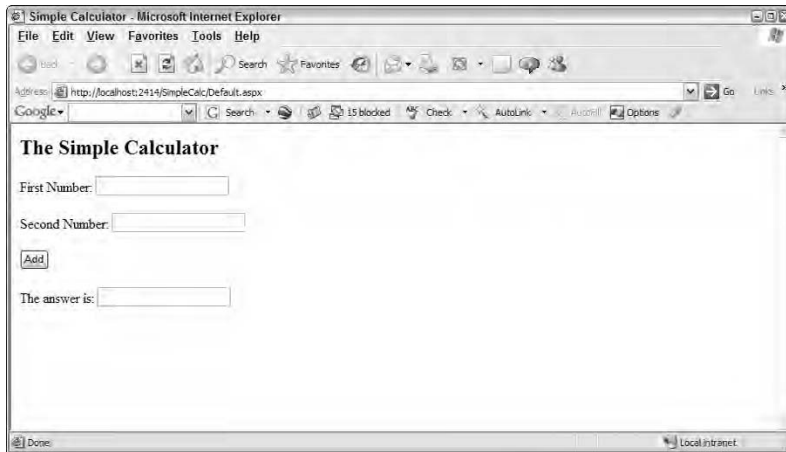 Simple Calculator - Microsoft Internet Explorer
File Edit View Favorites Tools Help
Back Search Favorites
Address http://localhost:2414/SimpleCalc/Default.aspx Go Links »
Google Search 15 blocked Check AutoLink AutoFill Options
The Simple Calculator
First Number:
Second Number:
Add
The answer is:
Done Local intranet